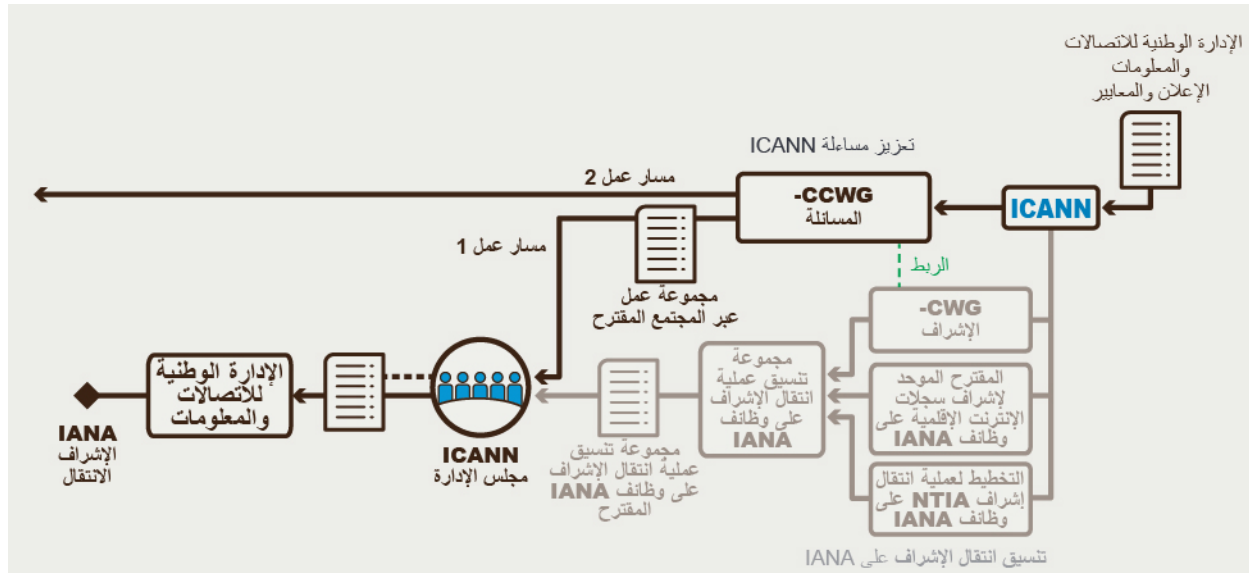 الإدارة الوطنية للاتصالات
والمعلومات
الإعلان والمعايير
تعزيز مساءلة ICANN
ICANN
CCWG-
المسائلة
مسار عمل 2
مسار عمل 1
مجموعة عمل
عبر المجتمع المقترح
الربط
CWG-
الإشراف
المقترح الموحد
لإشراف سجلات
الإنترنت الإقلمية على
وظائف IANA
التخطيط لعملية انتقال
إشراف NTIA على
وظائف IANA
تنسيق انتقال الإشراف على IANA
مجموعة
تنسيق عملية
انتقال الإشراف
على وظائف
IANA
مجموعة تنسيق
عملية انتقال الإشراف
على وظائف IANA
المقترح
ICANN
مجلس الإدارة
الإدارة الوطنية
للاتصالات
والمعلومات
IANA
الإشراف
الانتقال